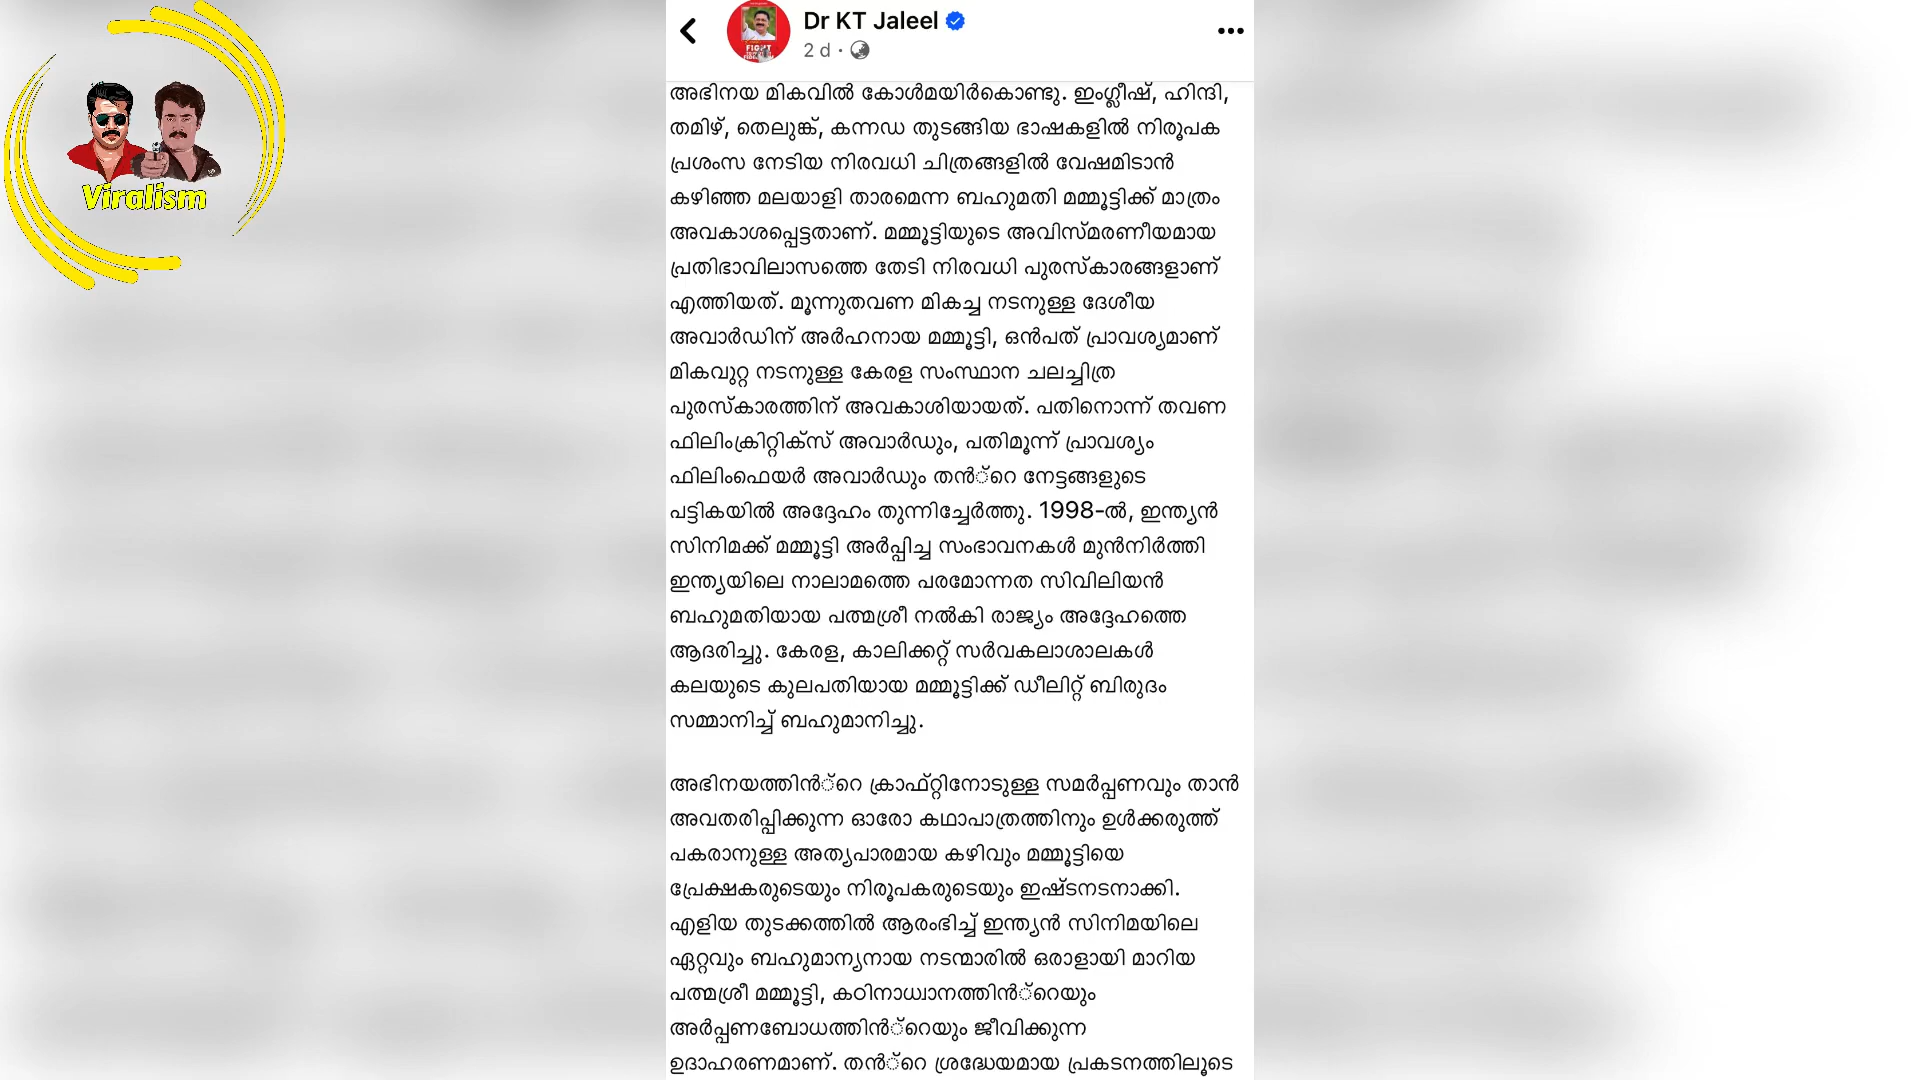 Viralism
Dr KT Jaleel
2 d ·
FIGHT
അഭിനയ മികവിൽ കോൾമയിർകൊണ്ടു. ഇംഗ്ലീഷ്, ഹിന്ദി,
തമിഴ്, തെലുങ്ക്, കന്നഡ തുടങ്ങിയ ഭാഷകളിൽ നിരൂപക
പ്രശംസ നേടിയ നിരവധി ചിത്രങ്ങളിൽ വേഷമിടാൻ
കഴിഞ്ഞ മലയാളി താരമെന്ന ബഹുമതി മമ്മൂട്ടിക്ക് മാത്രം
അവകാശപ്പെട്ടതാണ്. മമ്മൂട്ടിയുടെ അവിസ്മരണീയമായ
പ്രതിഭാവിലാസത്തെ തേടി നിരവധി പുരസ്കാരങ്ങളാണ്
എത്തിയത്. മൂന്നുതവണ മികച്ച നടനുള്ള ദേശീയ
അവാർഡിന് അർഹനായ മമ്മൂട്ടി, ഒൻപത് പ്രാവശ്യമാണ്
മികവുറ്റ നടനുള്ള കേരള സംസ്ഥാന ചലച്ചിത്ര
പുരസ്കാരത്തിന് അവകാശിയായത്. പതിനൊന്ന് തവണ
ഫിലിംക്രിറ്റിക്സ് അവാർഡും, പതിമൂന്ന് പ്രാവശ്യം
ഫിലിംഫെയർ അവാർഡും തൻ്റെ നേട്ടങ്ങളുടെ
പട്ടികയിൽ അദ്ദേഹം തുന്നിച്ചേർത്തു. 1998-ൽ, ഇന്ത്യൻ
സിനിമക്ക് മമ്മൂട്ടി അർപ്പിച്ച സംഭാവനകൾ മുൻനിർത്തി
ഇന്ത്യയിലെ നാലാമത്തെ പരമോന്നത സിവിലിയൻ
ബഹുമതിയായ പത്മശ്രീ നൽകി രാജ്യം അദ്ദേഹത്തെ
ആദരിച്ചു. കേരള, കാലിക്കറ്റ് സർവകലാശാലകൾ
കലയുടെ കുലപതിയായ മമ്മൂട്ടിക്ക് ഡീലിറ്റ് ബിരുദം
സമ്മാനിച്ച് ബഹുമാനിച്ചു.
അഭിനയത്തിൻ്റെ ക്രാഫ്റ്റിനോടുള്ള സമർപ്പണവും താൻ
അവതരിപ്പിക്കുന്ന ഓരോ കഥാപാത്രത്തിനും ഉൾക്കരുത്ത്
പകരാനുള്ള അത്യപാരമായ കഴിവും മമ്മൂട്ടിയെ
പ്രേക്ഷകരുടെയും നിരൂപകരുടെയും ഇഷ്ടനടനാക്കി.
എളിയ തുടക്കത്തിൽ ആരംഭിച്ച് ഇന്ത്യൻ സിനിമയിലെ
ഏറ്റവും ബഹുമാന്യനായ നടന്മാരിൽ ഒരാളായി മാറിയ
പത്മശ്രീ മമ്മൂട്ടി, കഠിനാധ്വാനത്തിൻ്റെയും
അർപ്പണബോധത്തിൻ്റെയും ജീവിക്കുന്ന
ഉദാഹരണമാണ്. തൻ്റെ ശ്രദ്ധേയമായ പ്രകടനത്തിലൂടെ